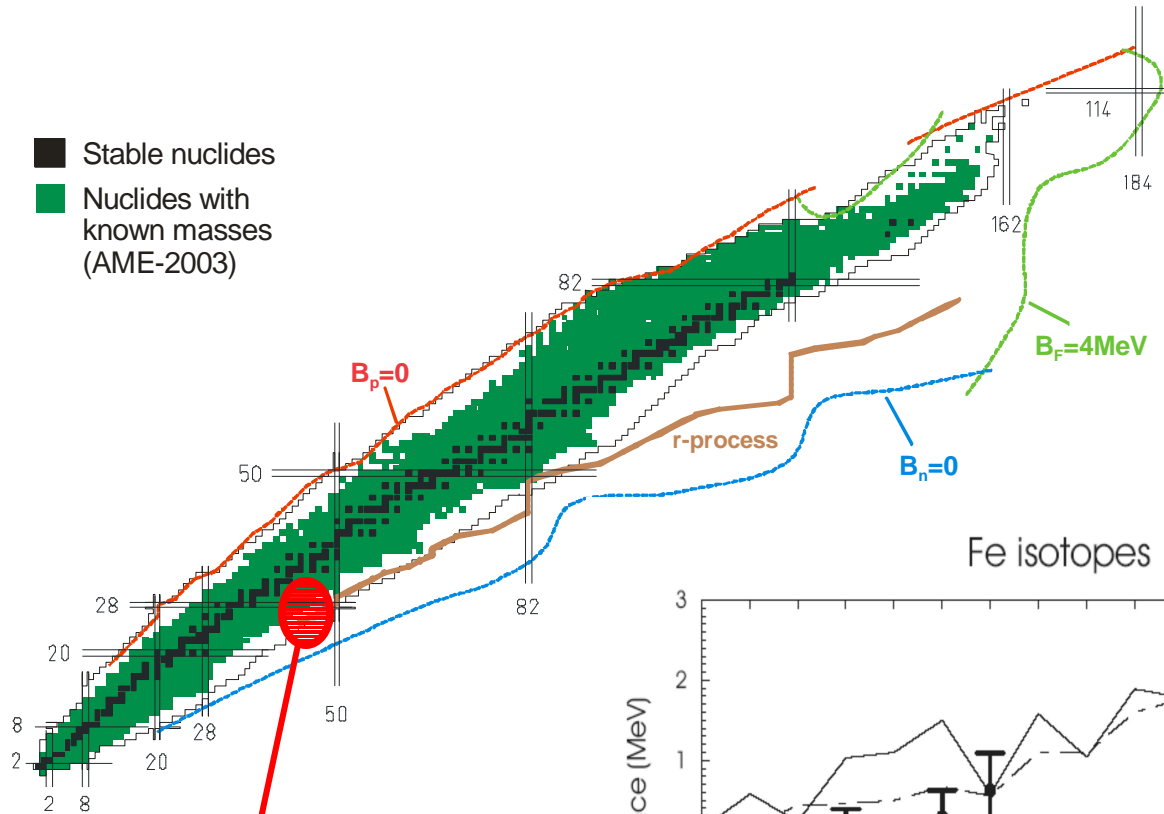 Stable nuclides
Nuclides with
known masses
(AME-2003)
114
184
162
82
B_F=4MeV
B_p=0
r-process
50
B_n=0
Fe isotopes
28
82
3
20
50
2
8
28
20
2
2
8
1
ce (MeV)